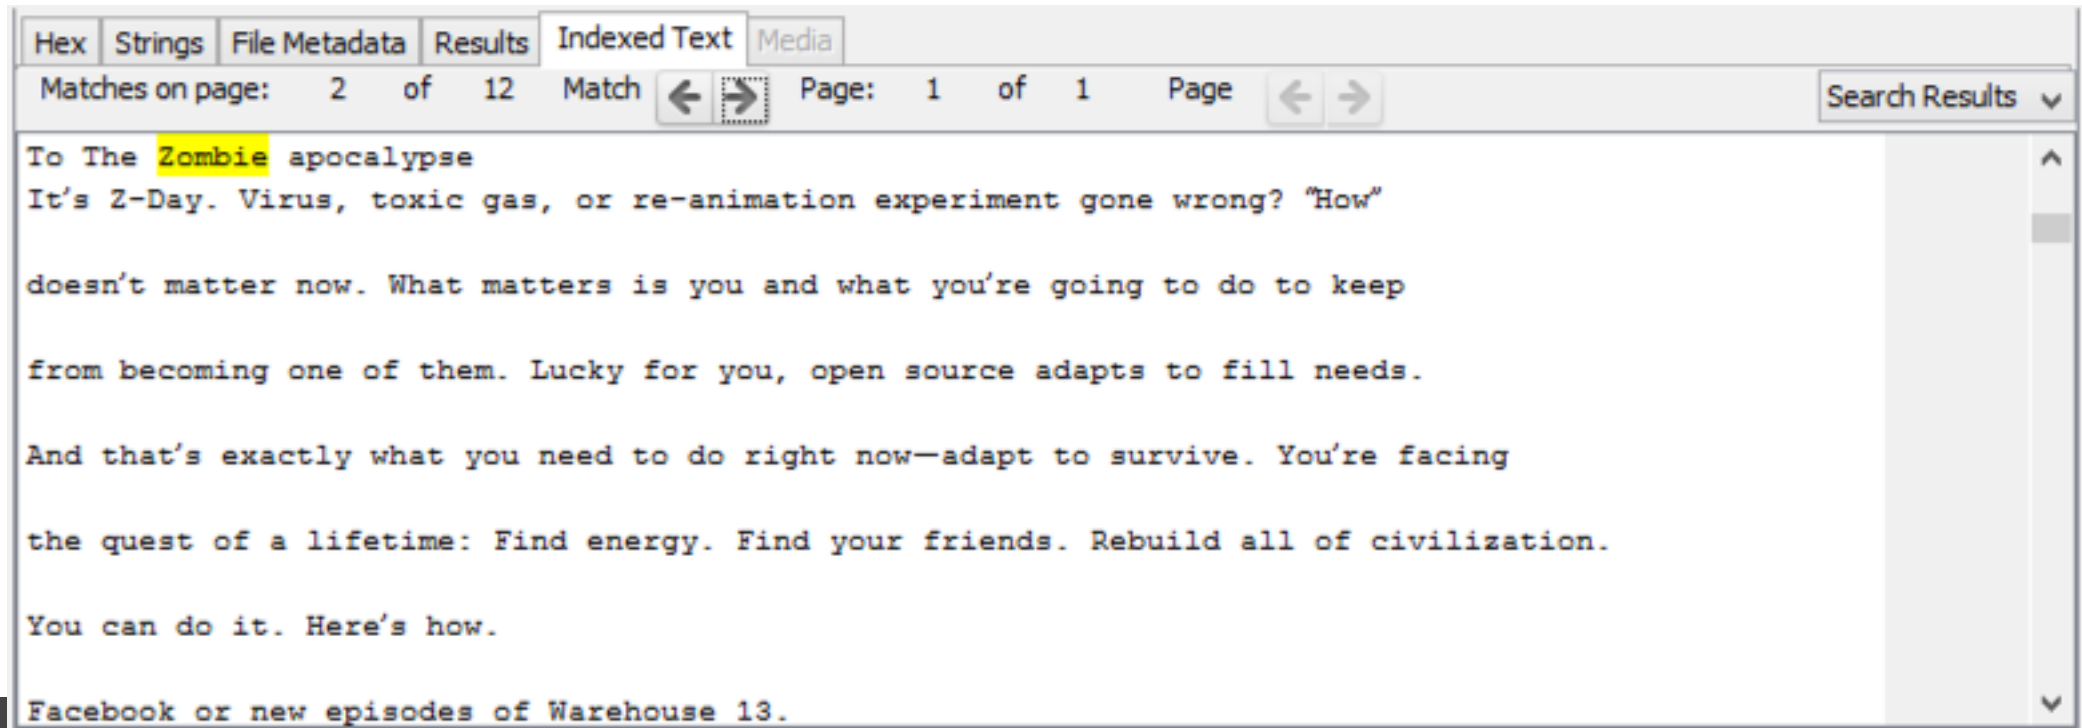 Hex Strings File Metadata Results Indexed Text Media
Matches on page: 2 of 12 Match Page: 1 of 1 Page Search Results
To The Zombie apocalypse
It’s Z-Day. Virus, toxic gas, or re-animation experiment gone wrong? “How”
doesn’t matter now. What matters is you and what you’re going to do to keep
from becoming one of them. Lucky for you, open source adapts to fill needs.
And that’s exactly what you need to do right now—adapt to survive. You’re facing
the quest of a lifetime: Find energy. Find your friends. Rebuild all of civilization.
You can do it. Here’s how.
Facebook or new episodes of Warehouse 13.